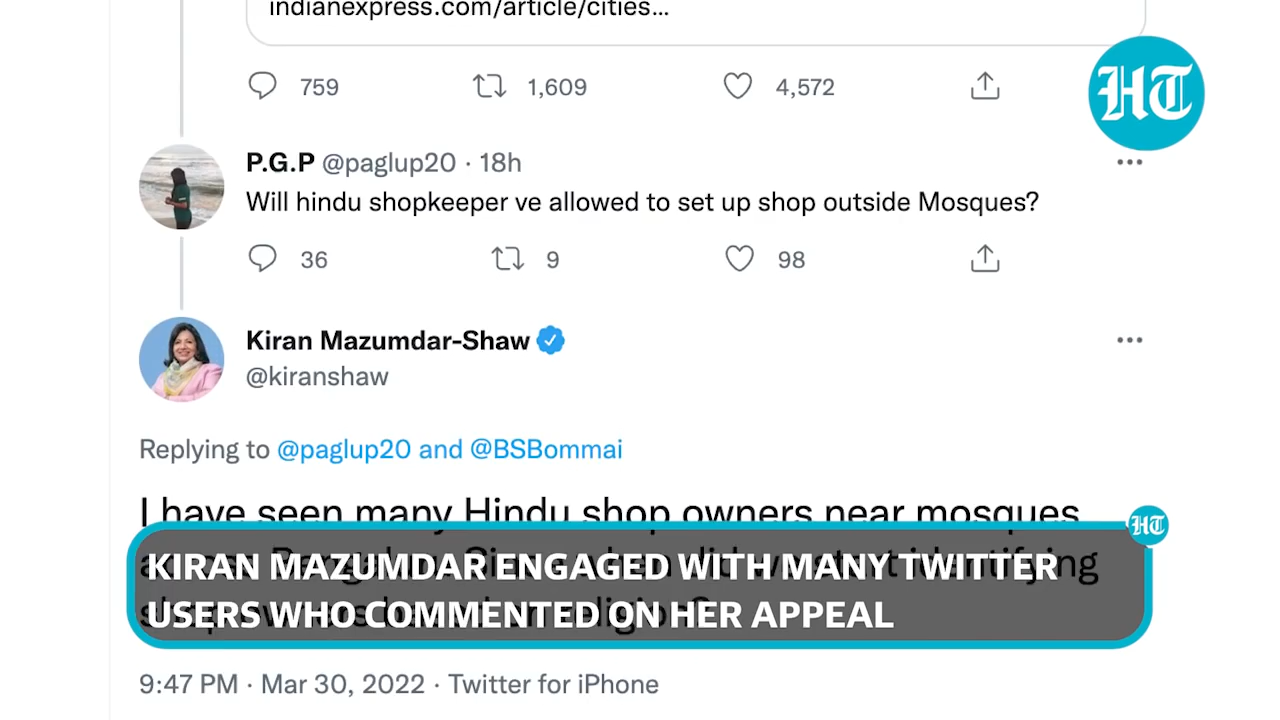 indianexpress.com/article/cities...
759 1,609 4,572
HT
P.G.P @paglup20 · 18h
Will hindu shopkeeper ve allowed to set up shop outside Mosques?
36 9 98
Kiran Mazumdar-Shaw
@kiranshaw
Replying to @paglup20 and @BSBommai
I have seen many Hindu shop owners near mosques
HT
KIRAN MAZUMDAR ENGAGED WITH MANY TWITTER
USERS WHO COMMENTED ON HER APPEAL
9:47 PM · Mar 30, 2022 · Twitter for iPhone